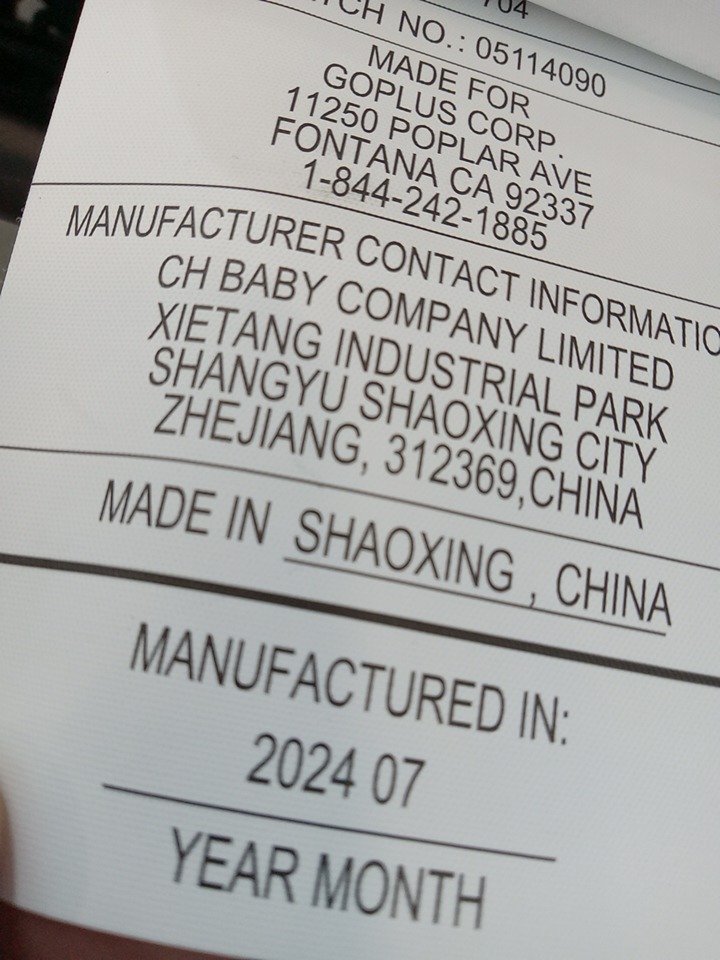 NO.: 05114090
MADE FOR
GOPLUS CORP.
11250 POPLAR AVE
FONTANA CA 92337
1-844-242-1885
MANUFACTURER CONTACT INFORMATIO
CH BABY COMPANY LIMITED
XIETANG INDUSTRIAL PARK
SHANGYU SHAOXING CITY
ZHEJIANG, 312369,CHINA
MADE IN SHAOXING , CHINA
MANUFACTURED IN:
2024 07
YEAR MONTH